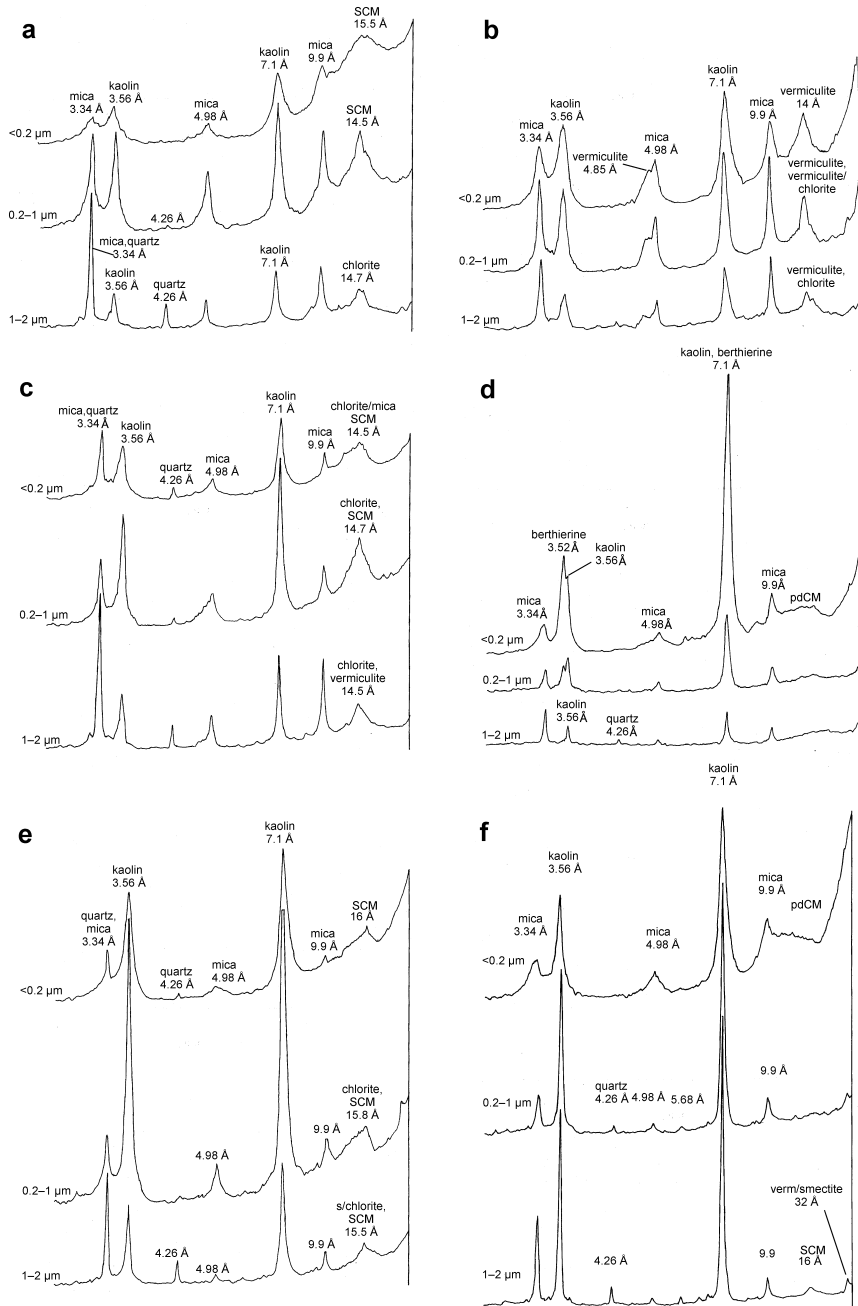 a
SCM
15.5 Å
kaolin
7.1 Å
mica
9.9 Å
mica
3.34 Å
kaolin
3.56 Å
mica
4.98 Å
<0.2 µm
SCM
14.5 Å
0.2–1 µm
4.26 Å
mica,quartz
3.34 Å
kaolin
3.56 Å
quartz
4.26 Å
kaolin
7.1 Å
chlorite
14.7 Å
1–2 µm
b
kaolin
7.1 Å
mica
9.9 Å
vermiculite
14 Å
kaolin
3.56 Å
mica
3.34 Å
vermiculite
4.85 Å
mica
4.98 Å
<0.2 µm
vermiculite,
vermiculite/
chlorite
0.2–1 µm
vermiculite,
chlorite
1–2 µm
c
mica,quartz
3.34 Å
kaolin
3.56 Å
quartz
4.26 Å
mica
4.98 Å
kaolin
7.1 Å
mica
9.9 Å
chlorite/mica
SCM
14.5 Å
<0.2 µm
chlorite,
SCM
14.7 Å
0.2–1 µm
chlorite,
vermiculite
14.5 Å
1–2 µm
d
kaolin, berthierine
7.1 Å
berthierine
3.52 Å
kaolin
3.56 Å
mica
3.34 Å
mica
4.98 Å
mica
9.9 Å
pdCM
<0.2 µm
0.2–1 µm
kaolin
3.56 Å
quartz
4.26 Å
1–2 µm
e
kaolin
7.1 Å
kaolin
3.56 Å
quartz,
mica
3.34 Å
quartz
4.26 Å
mica
4.98 Å
mica
9.9 Å
SCM
16 Å
<0.2 µm
chlorite,
SCM
15.8 Å
9.9 Å
4.98 Å
0.2–1 µm
s/chlorite,
SCM
15.5 Å
4.26 Å
4.98 Å
9.9 Å
1–2 µm
f
kaolin
7.1 Å
kaolin
3.56 Å
mica
3.34 Å
mica
4.98 Å
mica
9.9 Å
pdCM
<0.2 µm
quartz
4.26 Å
4.98 Å
5.68 Å
9.9 Å
0.2–1 µm
verm/smectite
32 Å
4.26 Å
9.9
SCM
16 Å
1–2 µm